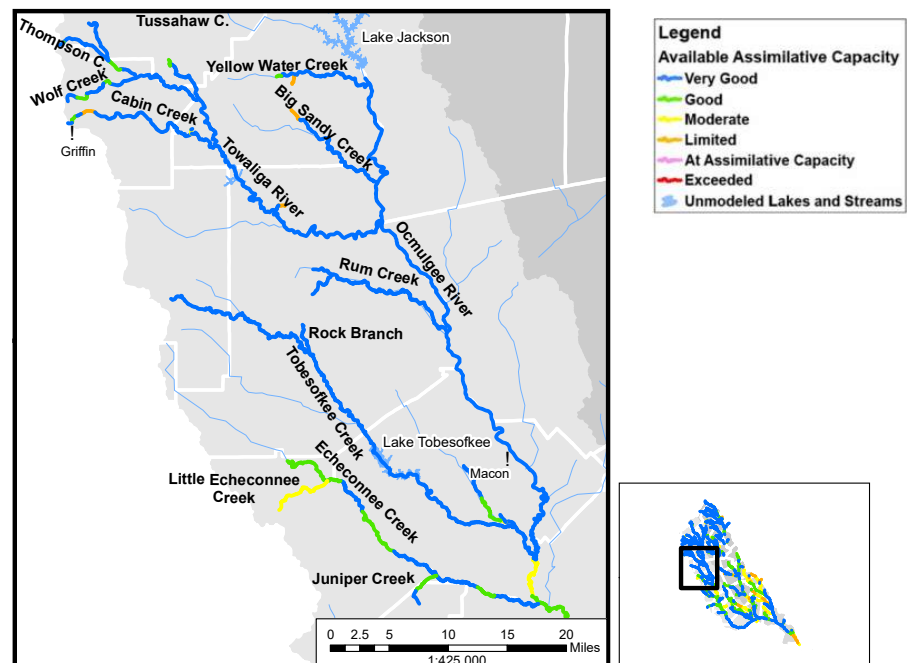 Tussahaw C.
Lake Jackson
Thompson C.
Yellow Water Creek
Wolf Creek
Cabin Creek
Big Sandy Creek
!
Griffin
Towaliga River
Ocmulgee River
Rum Creek
Rock Branch
Tobesofkee Creek
Lake Tobesofkee
!
Macon
Echeconnee Creek
Little Echeconnee
Creek
Juniper Creek
0 2.5 5 10 15 20
Miles
1:425,000
Legend
Available Assimilative Capacity
Very Good
Good
Moderate
Limited
At Assimilative Capacity
Exceeded
Unmodeled Lakes and Streams